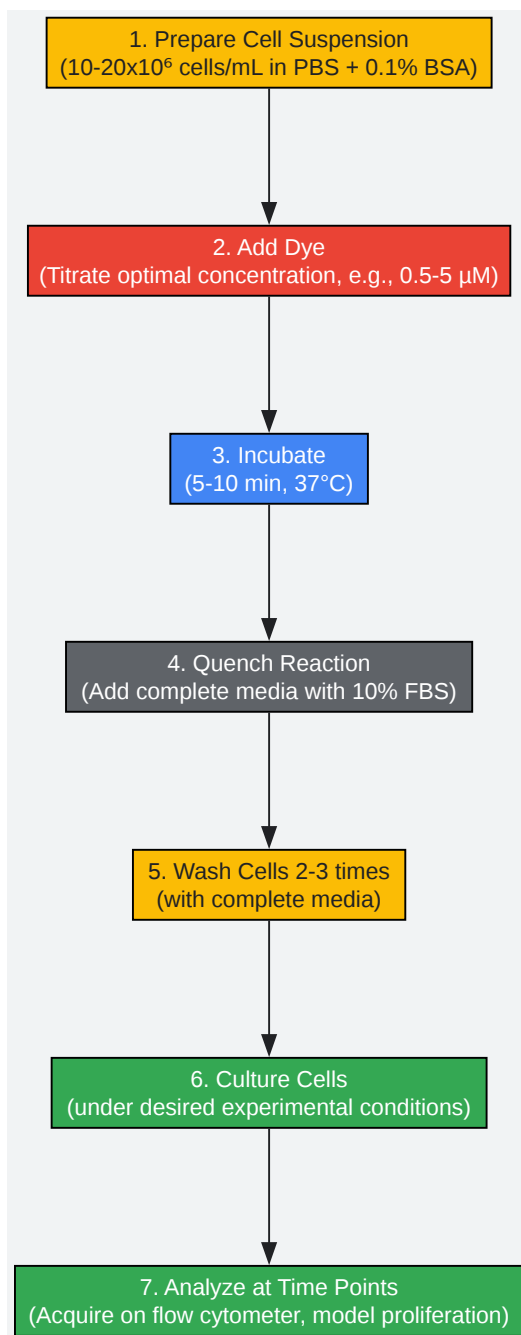 1. Prepare Cell Suspension
(10-20x10⁶ cells/mL in PBS + 0.1% BSA)
2. Add Dye
(Titrate optimal concentration, e.g., 0.5-5 µM)
3. Incubate
(5-10 min, 37°C)
4. Quench Reaction
(Add complete media with 10% FBS)
5. Wash Cells 2-3 times
(with complete media)
6. Culture Cells
(under desired experimental conditions)
7. Analyze at Time Points
(Acquire on flow cytometer, model proliferation)